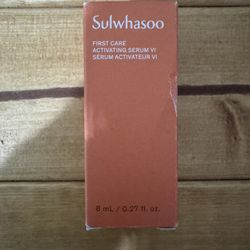 Sulwhasoo
FIRST CARE
ACTIVATING SERUM VI
SÉRUM ACTIVATEUR VI
8 mL / 0.27 fl. oz.